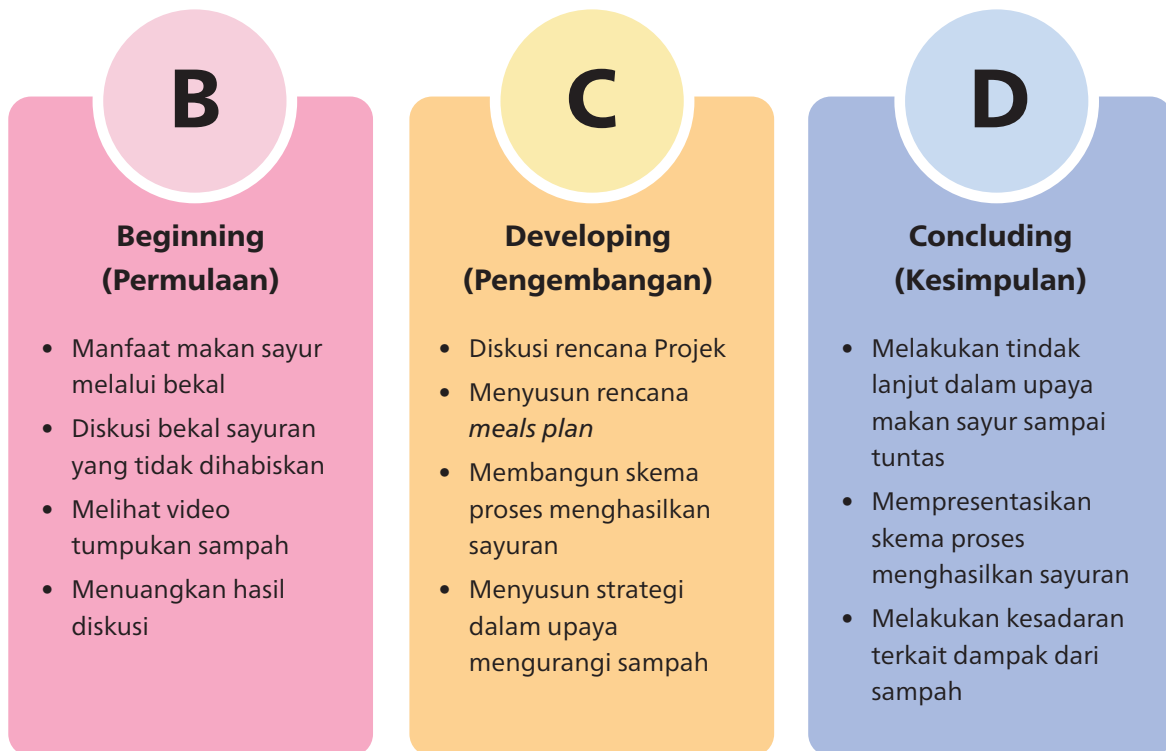 B
Beginning
(Permulaan)
• Manfaat makan sayur
melalui bekal
• Diskusi bekal sayuran
yang tidak dihabiskan
• Melihat video
tumpukan sampah
• Menuangkan hasil
diskusi
C
Developing
(Pengembangan)
• Diskusi rencana Projek
• Menyusun rencana
meals plan
• Membangun skema
proses menghasilkan
sayuran
• Menyusun strategi
dalam upaya
mengurangi sampah
D
Concluding
(Kesimpulan)
• Melakukan tindak
lanjut dalam upaya
makan sayur sampai
tuntas
• Mempresentasikan
skema proses
menghasilkan sayuran
• Melakukan kesadaran
terkait dampak dari
sampah